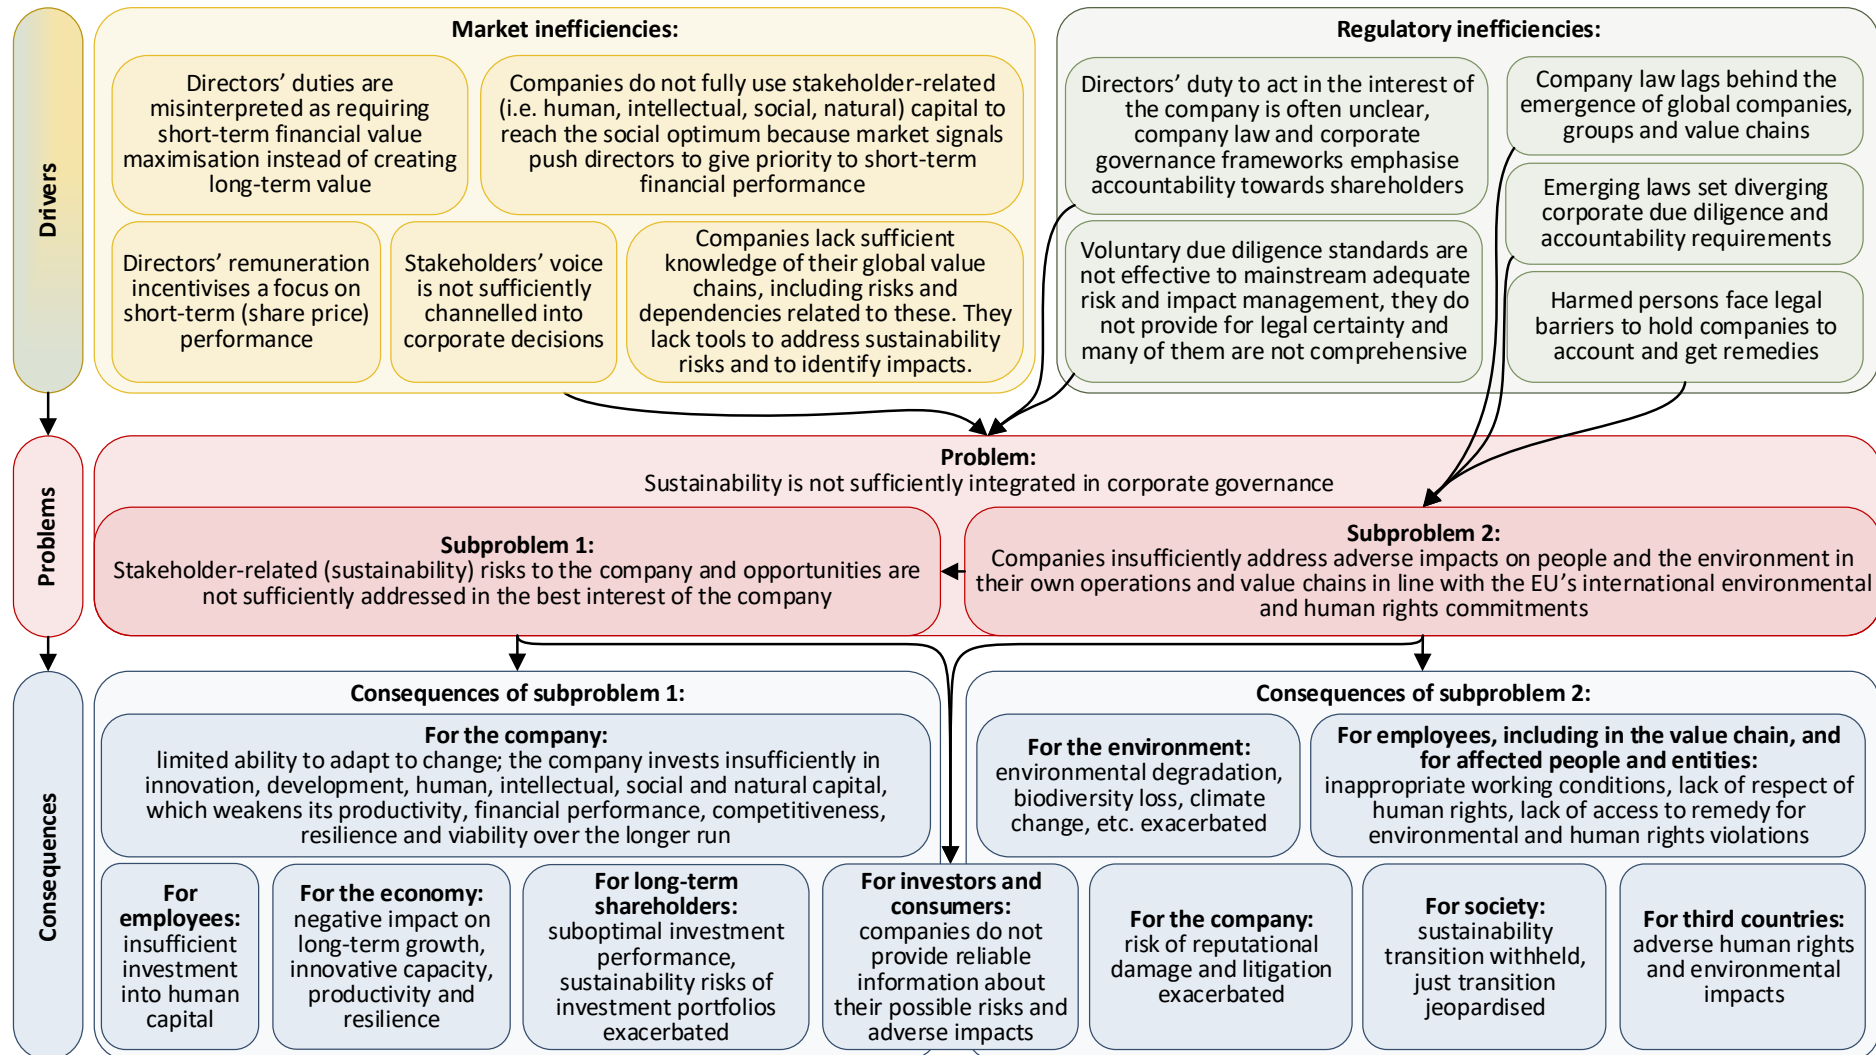 Drivers
Market inefficiencies:
Directors’ duties are
misinterpreted as requiring
short-term financial value
maximisation instead of creating
long-term value
Companies do not fully use stakeholder-related
(i.e. human, intellectual, social, natural) capital to
reach the social optimum because market signals
push directors to give priority to short-term
financial performance
Directors’ remuneration
incentivises a focus on
short-term (share price)
performance
Stakeholders’ voice
is not sufficiently
channelled into
corporate decisions
Companies lack sufficient
knowledge of their global value
chains, including risks and
dependencies related to these. They
lack tools to address sustainability
risks and to identify impacts.
Regulatory inefficiencies:
Directors’ duty to act in the interest of
the company is often unclear,
company law and corporate
governance frameworks emphasise
accountability towards shareholders
Company law lags behind the
emergence of global companies,
groups and value chains
Voluntary due diligence standards are
not effective to mainstream adequate
risk and impact management, they do
not provide for legal certainty and
many of them are not comprehensive
Emerging laws set diverging
corporate due diligence and
accountability requirements
Harmed persons face legal
barriers to hold companies to
account and get remedies
Problems
Problem:
Sustainability is not sufficiently integrated in corporate governance
Subproblem 1:
Stakeholder-related (sustainability) risks to the company and opportunities are
not sufficiently addressed in the best interest of the company
Subproblem 2:
Companies insufficiently address adverse impacts on people and the environment in
their own operations and value chains in line with the EU’s international environmental
and human rights commitments
Consequences
Consequences of subproblem 1:
For the company:
limited ability to adapt to change; the company invests insufficiently in
innovation, development, human, intellectual, social and natural capital,
which weakens its productivity, financial performance, competitiveness,
resilience and viability over the longer run
For
employees:
insufficient
investment
into human
capital
For the economy:
negative impact on
long-term growth,
innovative capacity,
productivity and
resilience
For long-term
shareholders:
suboptimal investment
performance,
sustainability risks of
investment portfolios
exacerbated
For investors and
consumers:
companies do not
provide reliable
information about
their possible risks and
adverse impacts
Consequences of subproblem 2:
For the environment:
environmental degradation,
biodiversity loss, climate
change, etc. exacerbated
For employees, including in the value chain, and
for affected people and entities:
inappropriate working conditions, lack of respect of
human rights, lack of access to remedy for
environmental and human rights violations
For the company:
risk of reputational
damage and litigation
exacerbated
For society:
sustainability
transition withheld,
just transition
jeopardised
For third countries:
adverse human rights
and environmental
impacts